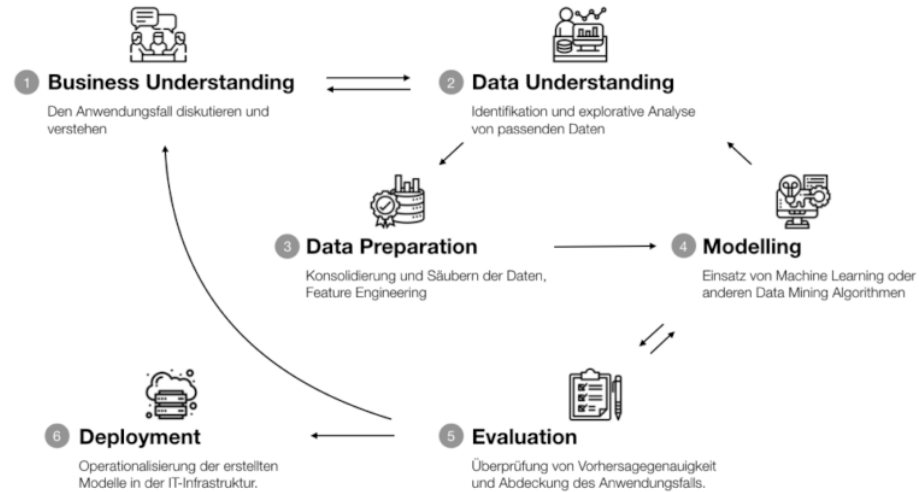 1 Business Understanding
Den Anwendungsfall diskutieren und
verstehen
2 Data Understanding
Identifikation und explorative Analyse
von passenden Daten
3 Data Preparation
Konsolidierung und Säubern der Daten,
Feature Engineering
4 Modelling
Einsatz von Machine Learning oder
anderen Data Mining Algorithmen
5 Evaluation
Überprüfung von Vorhersagegenauigkeit
und Abdeckung des Anwendungsfalls.
6 Deployment
Operationalisierung der erstellten
Modelle in der IT-Infrastruktur.